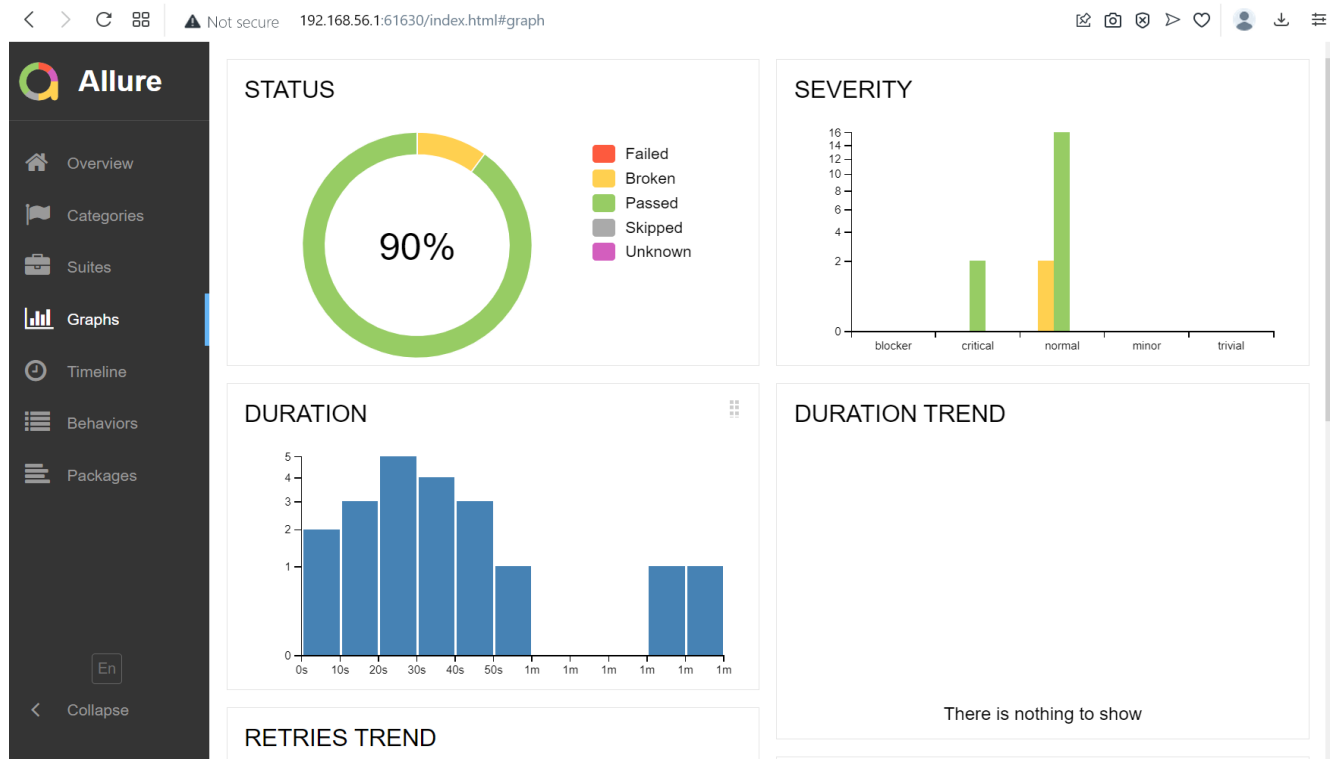 Not secure 192.168.56.1:61630/index.html#graph
Allure
Overview
Categories
Suites
Graphs
Timeline
Behaviors
Packages
En
Collapse
STATUS
90%
Failed
Broken
Passed
Skipped
Unknown
SEVERITY
16
14
12
10
8
6
4
2
0
blocker critical normal minor trivial
DURATION
5
4
3
2
1
0
0s 10s 20s 30s 40s 50s 1m 1m 1m 1m 1m 1m
DURATION TREND
There is nothing to show
RETRIES TREND